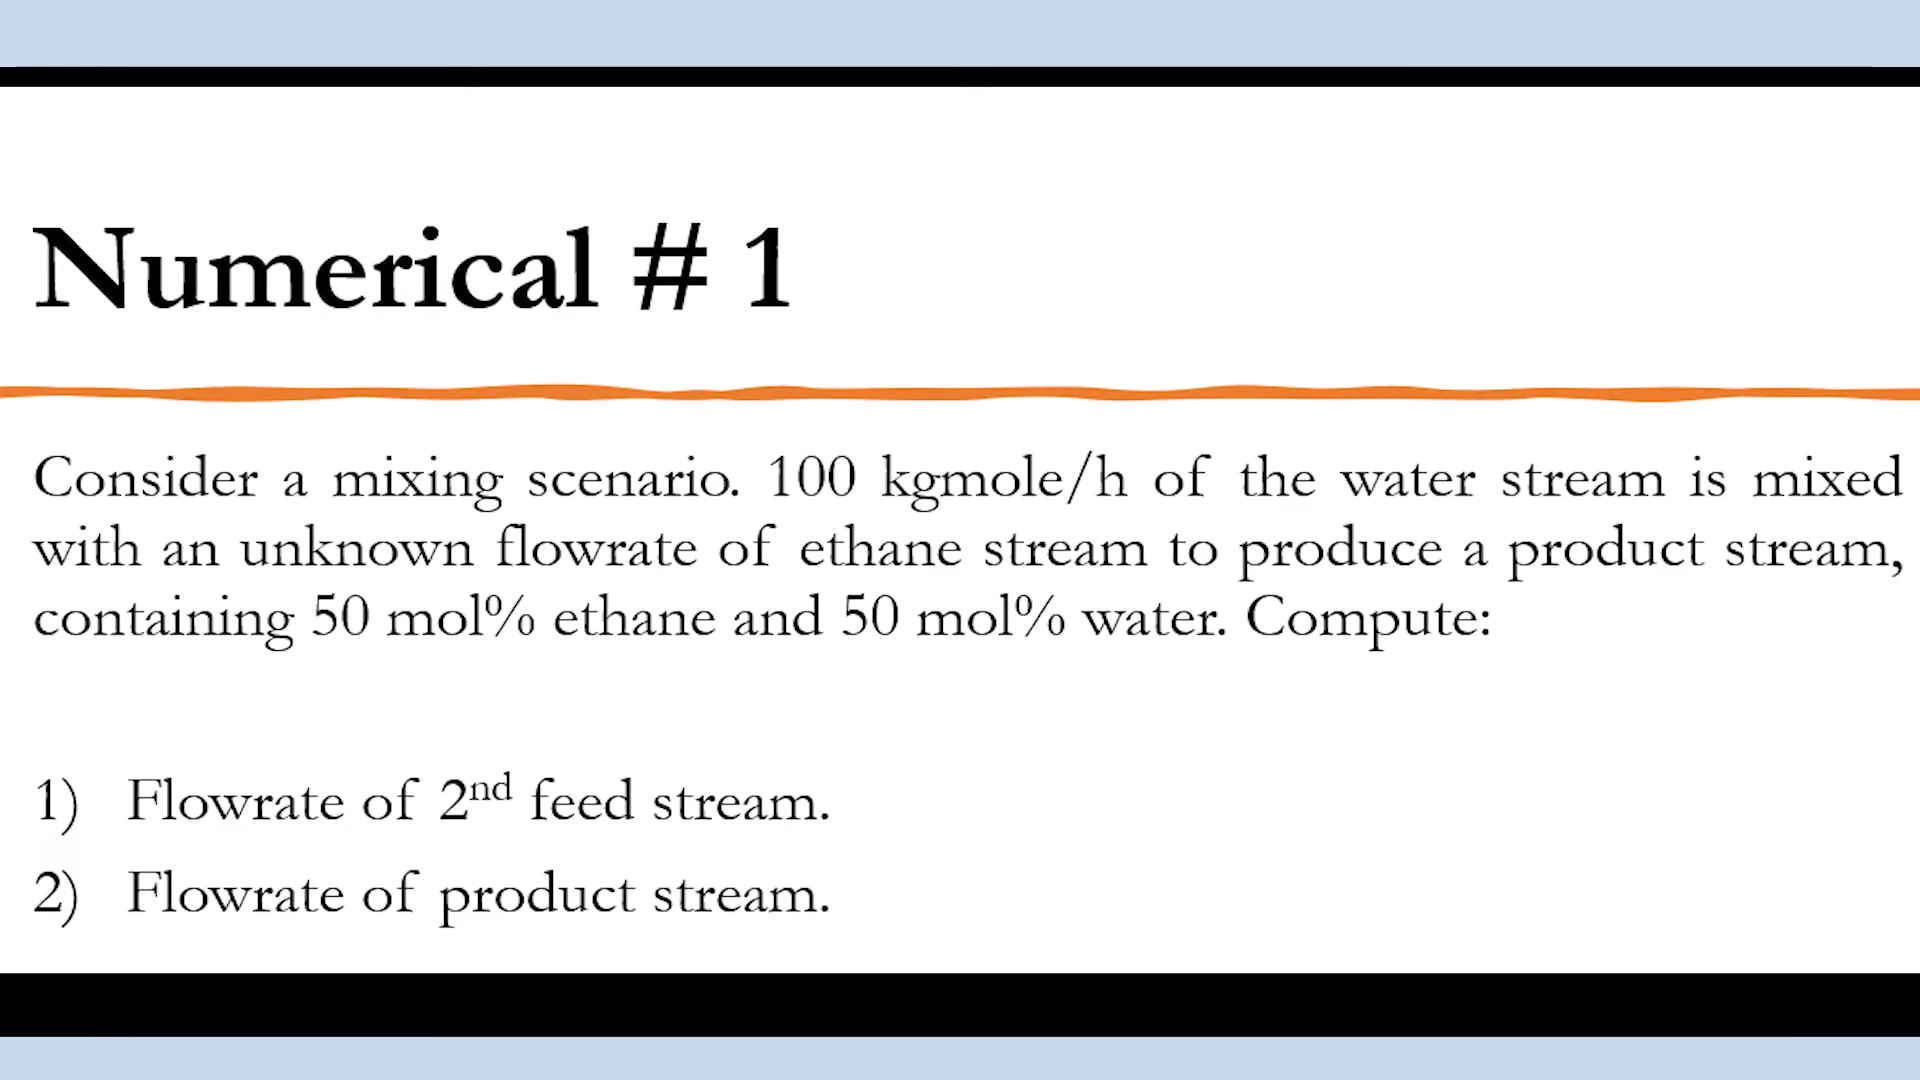 Numerical # 1
Consider a mixing scenario. 100 kgmole/h of the water stream is mixed
with an unknown flowrate of ethane stream to produce a product stream,
containing 50 mol% ethane and 50 mol% water. Compute:
1) Flowrate of 2nd feed stream.
2) Flowrate of product stream.